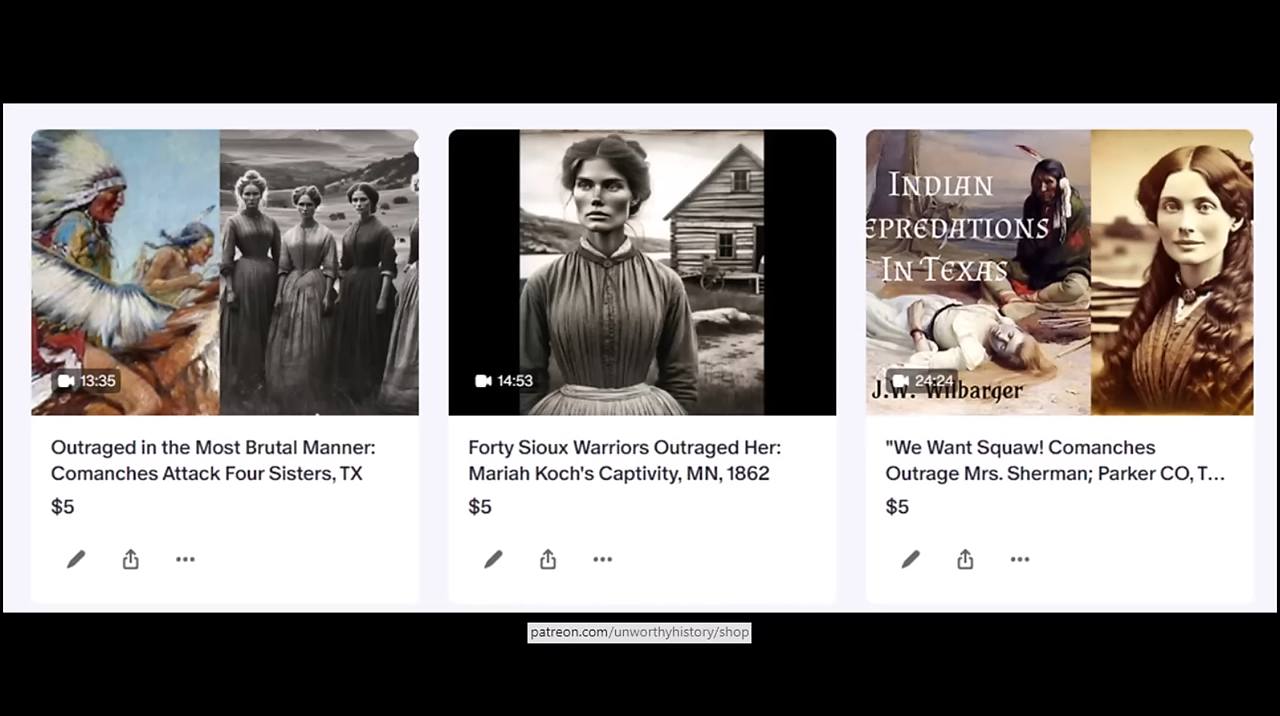 13:35
Outraged in the Most Brutal Manner:
Comanches Attack Four Sisters, TX
$5
14:53
Forty Sioux Warriors Outraged Her:
Mariah Koch's Captivity, MN, 1862
$5
INDIAN
EPREDATIONS
IN TEXAS
24:24
J.W. Wilbarger
"We Want Squaw! Comanches
Outrage Mrs. Sherman; Parker CO, T...
$5
patreon.com/unworthyhistory/shop